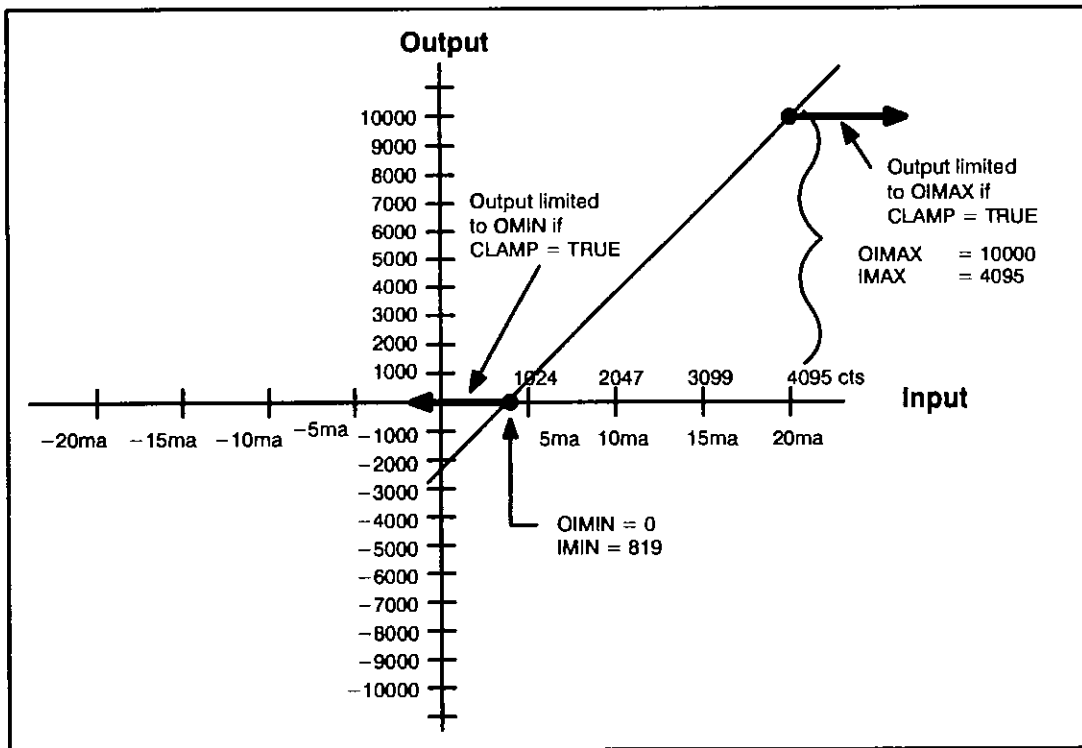 Output
10000
9000
8000
7000
6000
5000
4000
3000
2000
1000
Output limited
to OMIN if
CLAMP = TRUE
Output limited
to OIMAX if
CLAMP = TRUE
OIMAX = 10000
IMAX = 4095
1024 2047 3099 4095 cts
Input
−20ma −15ma −10ma −5ma 5ma 10ma 15ma 20ma
−1000
−2000
−3000
−4000
−5000
−6000
−7000
−8000
−9000
−10000
OIMIN = 0
IMIN = 819